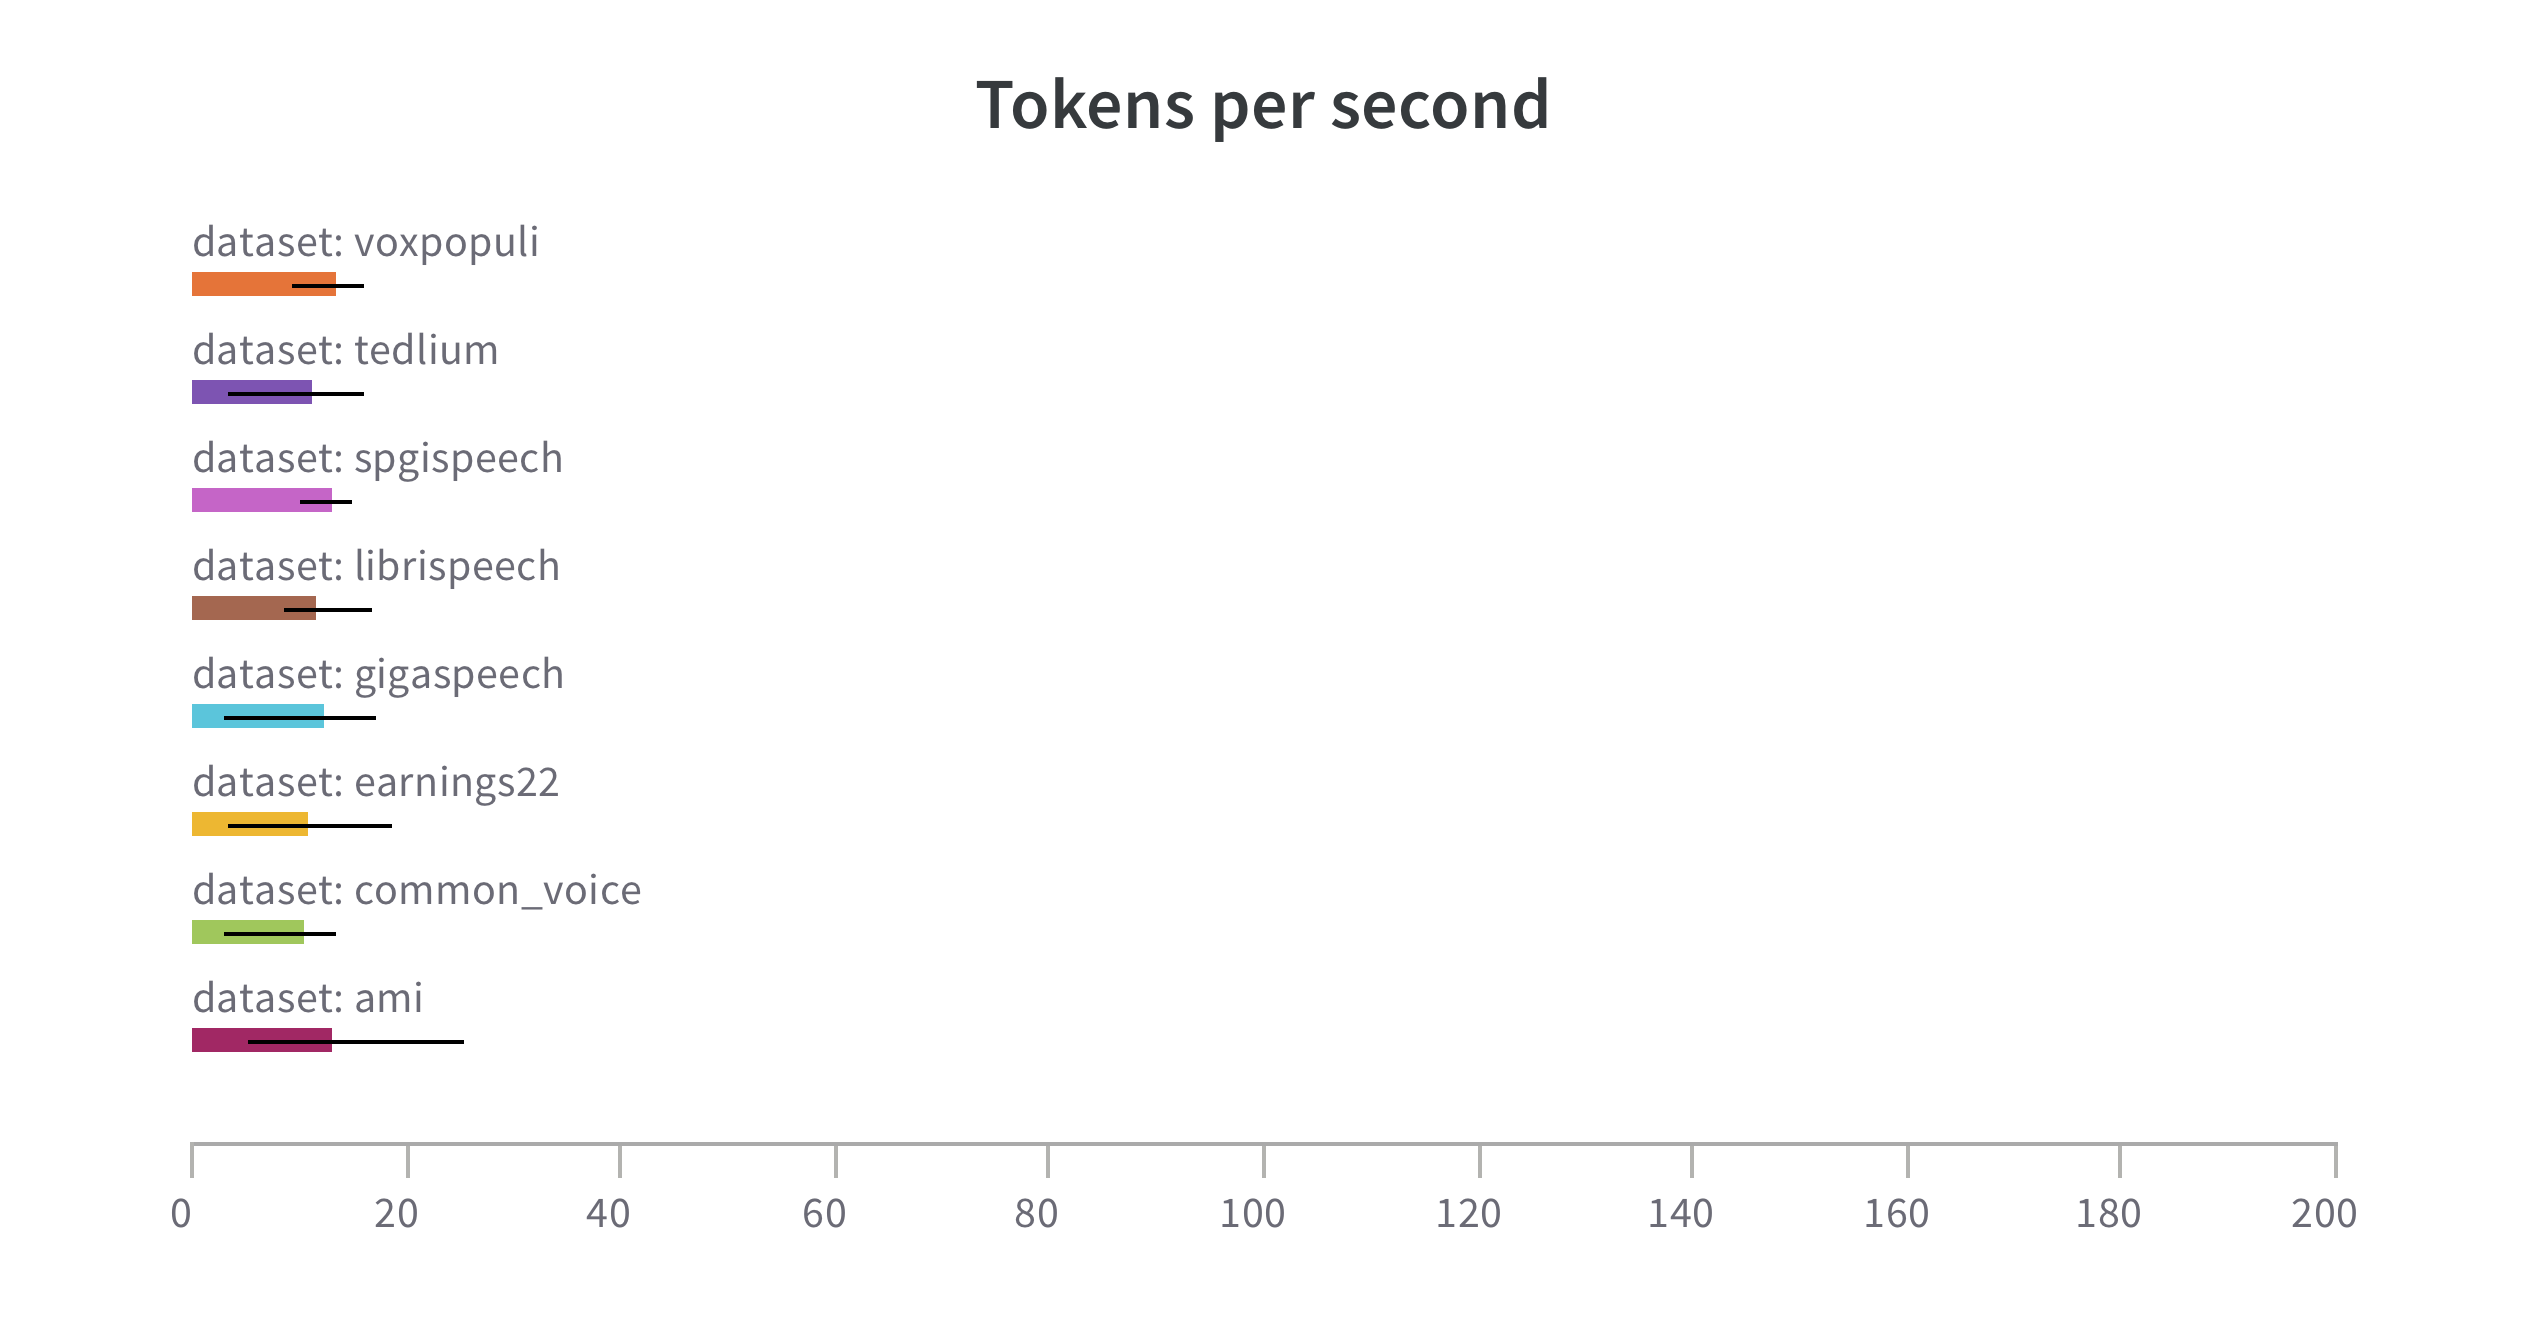 Tokens per second
dataset: voxpopuli
dataset: tedlium
dataset: spgispeech
dataset: librispeech
dataset: gigaspeech
dataset: earnings22
dataset: common_voice
dataset: ami
0 20 40 60 80 100 120 140 160 180 200